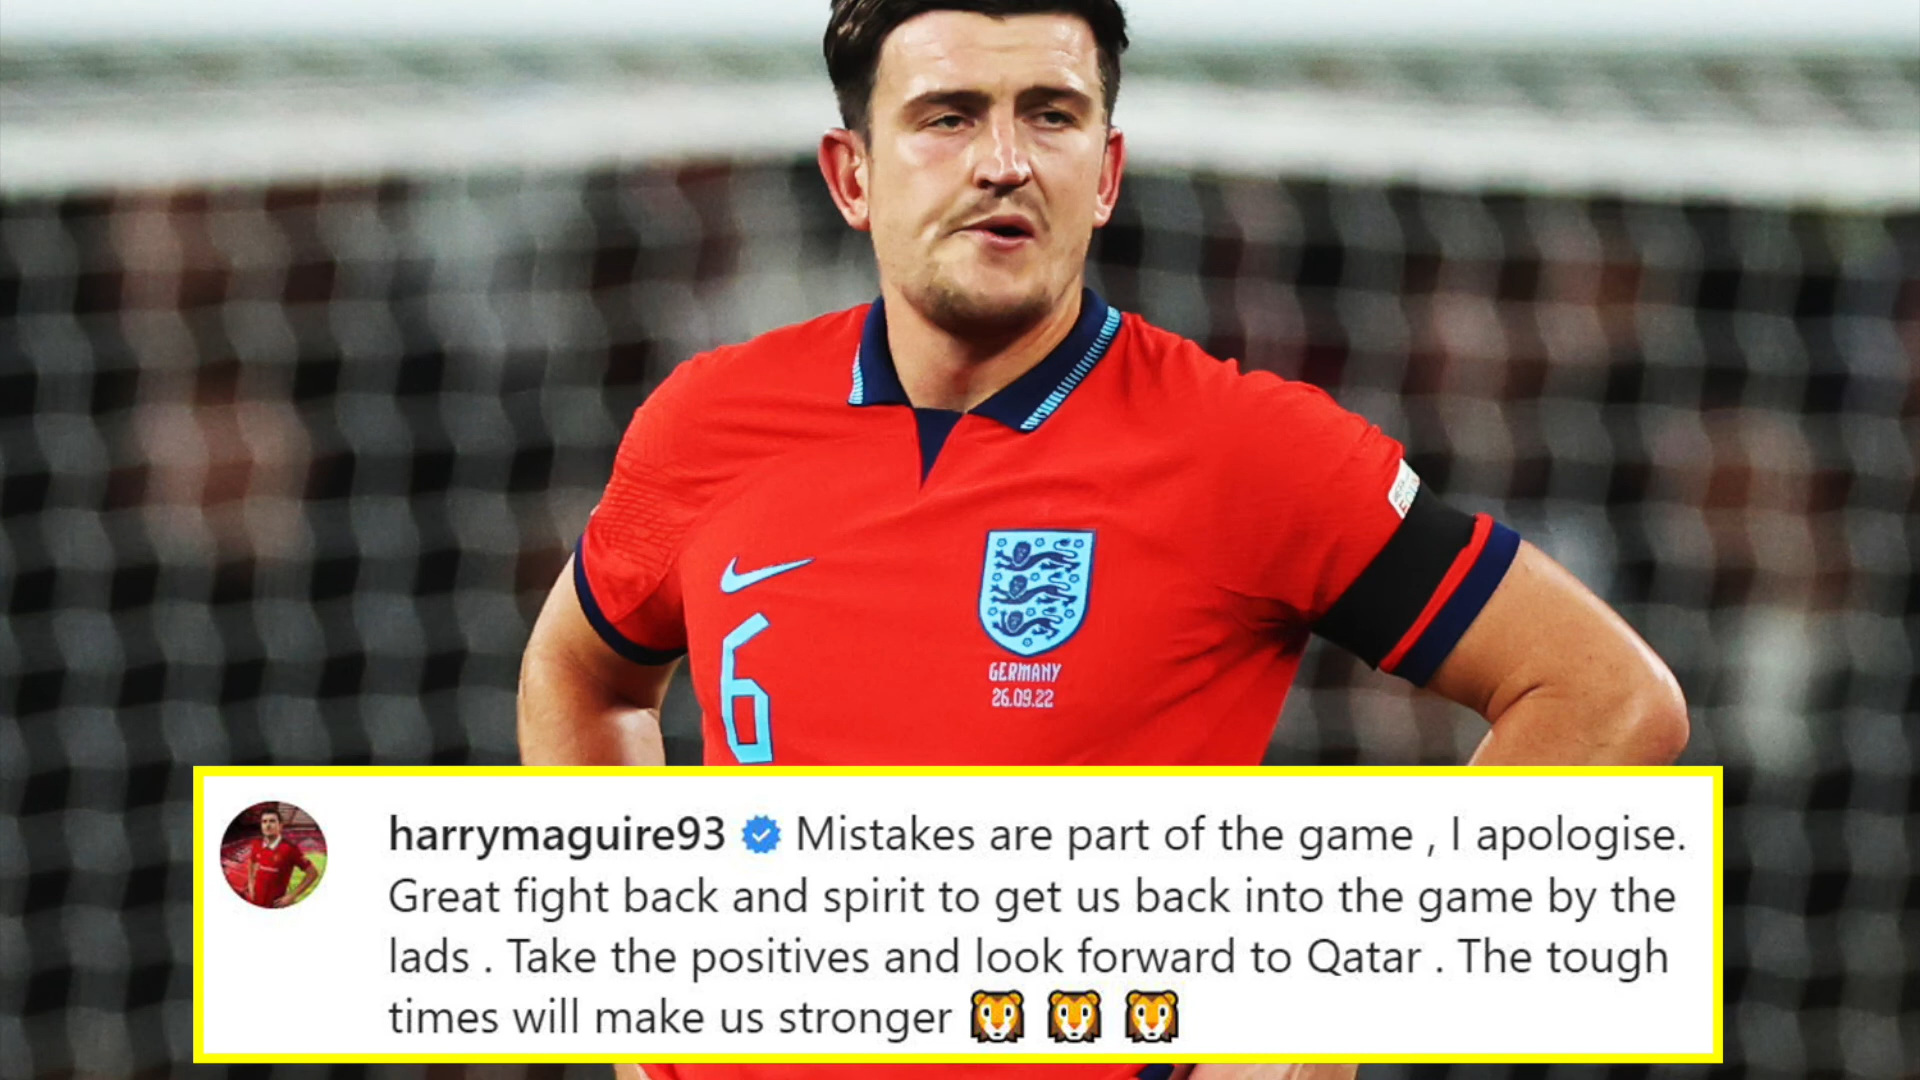 6
GERMANY
26.09.22
harrymaguire93 Mistakes are part of the game , I apologise.
Great fight back and spirit to get us back into the game by the
lads . Take the positives and look forward to Qatar . The tough
times will make us stronger 🦁 🦁 🦁